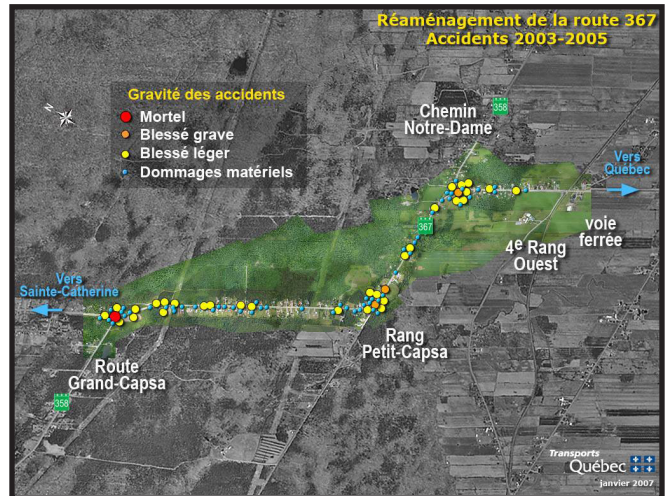 Réaménagement de la route 367
Accidents 2003-2005
Gravité des accidents
Mortel
Blessé grave
Blessé léger
Dommages matériels
N
358
Chemin
Notre-Dame
Vers
Québec
367
4e Rang
Ouest
voie
ferrée
Vers
Sainte-Catherine
Route
Grand-Capsa
Rang
Petit-Capsa
358
Transports
Québec
janvier 2007